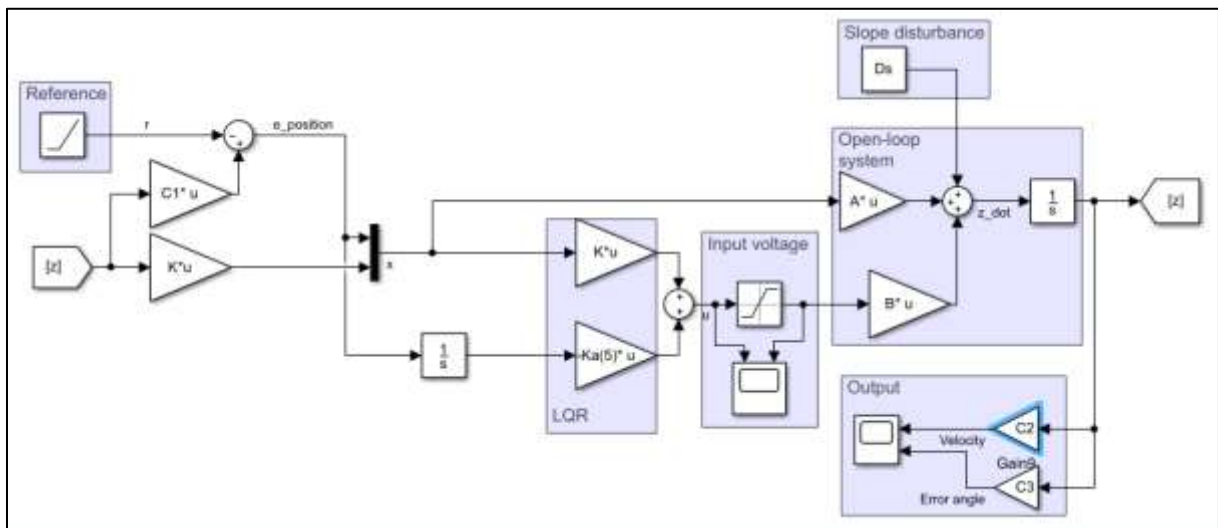 Slope disturbance
Ds
Reference
r
e_position
C1* u
[z]
K*u
x
K*u
Ka(5)* u
1
s
LQR
Input voltage
u
Open-loop
system
A* u
B* u
z_dot
1
s
[z]
Output
C2
Velocity
Gain9
C3
Error angle